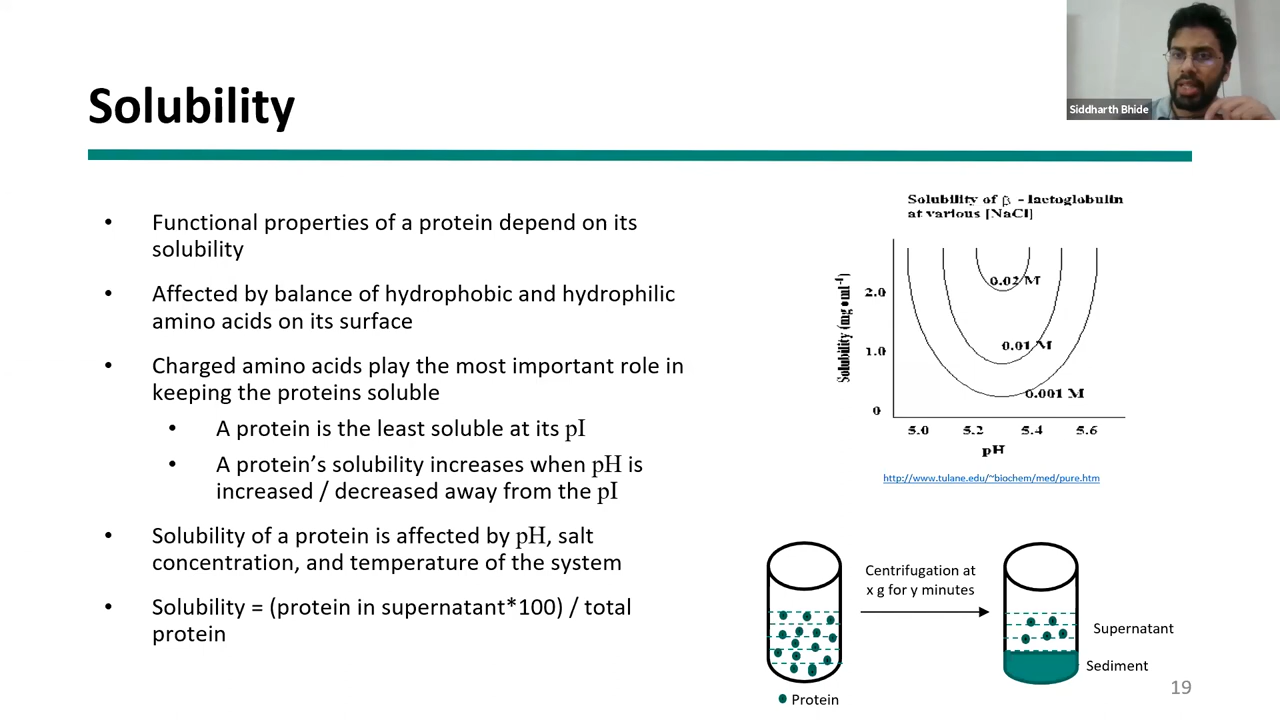 Siddharth Bhide
Solubility
• Functional properties of a protein depend on its
solubility
• Affected by balance of hydrophobic and hydrophilic
amino acids on its surface
• Charged amino acids play the most important role in
keeping the proteins soluble
• A protein is the least soluble at its pI
• A protein’s solubility increases when pH is
increased / decreased away from the pI
• Solubility of a protein is affected by pH, salt
concentration, and temperature of the system
• Solubility = (protein in supernatant*100) / total
protein
Solubility of β - lactoglobulin
at various [NaCl]
Solubility (mg•ml-1)
2.0
1.0
0
0.02 M
0.01 M
0.001 M
5.0 5.2 5.4 5.6
pH
http://www.tulane.edu/~biochem/med/pure.htm
Centrifugation at
x g for y minutes
Supernatant
Sediment
Protein
19